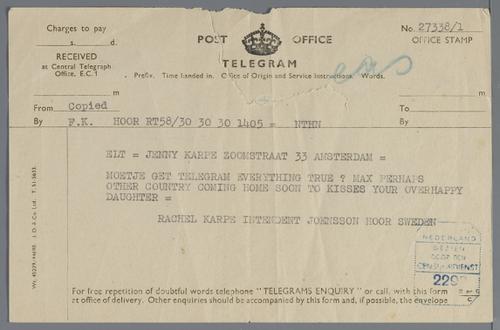 Charges to pay
s. d.
RECEIVED
at Central Telegraph
Office, E.C.1
POST OFFICE
TELEGRAM
No. 27338/1
OFFICE STAMP
Prefix. Time handed in. Office of Origin and Service Instructions. Words.
m
m
From Copied
To
By F.K. HOOR RT58/30 30 30 1405 = NTHN
By
ELT = JENNY KARPE ZOOMSTRAAT 33 AMSTERDAM =
MOETJE GET TELEGRAM EVERYTHING TRUE ? MAX PERHAPS
OTHER COUNTRY COMING HOME SOON TO KISSES YOUR OVERHAPPY
DAUGHTER =
RACHEL KARPE INTENDENT JOENSSON HOOR SWEDEN
NEDERLAND
GEZIEN
DOOR DEN
229
For free repetition of doubtful words telephone "TELEGRAMS ENQUIRY" or call, with this form
at office of delivery. Other enquiries should be accompanied by this form and, if possible, the envelope